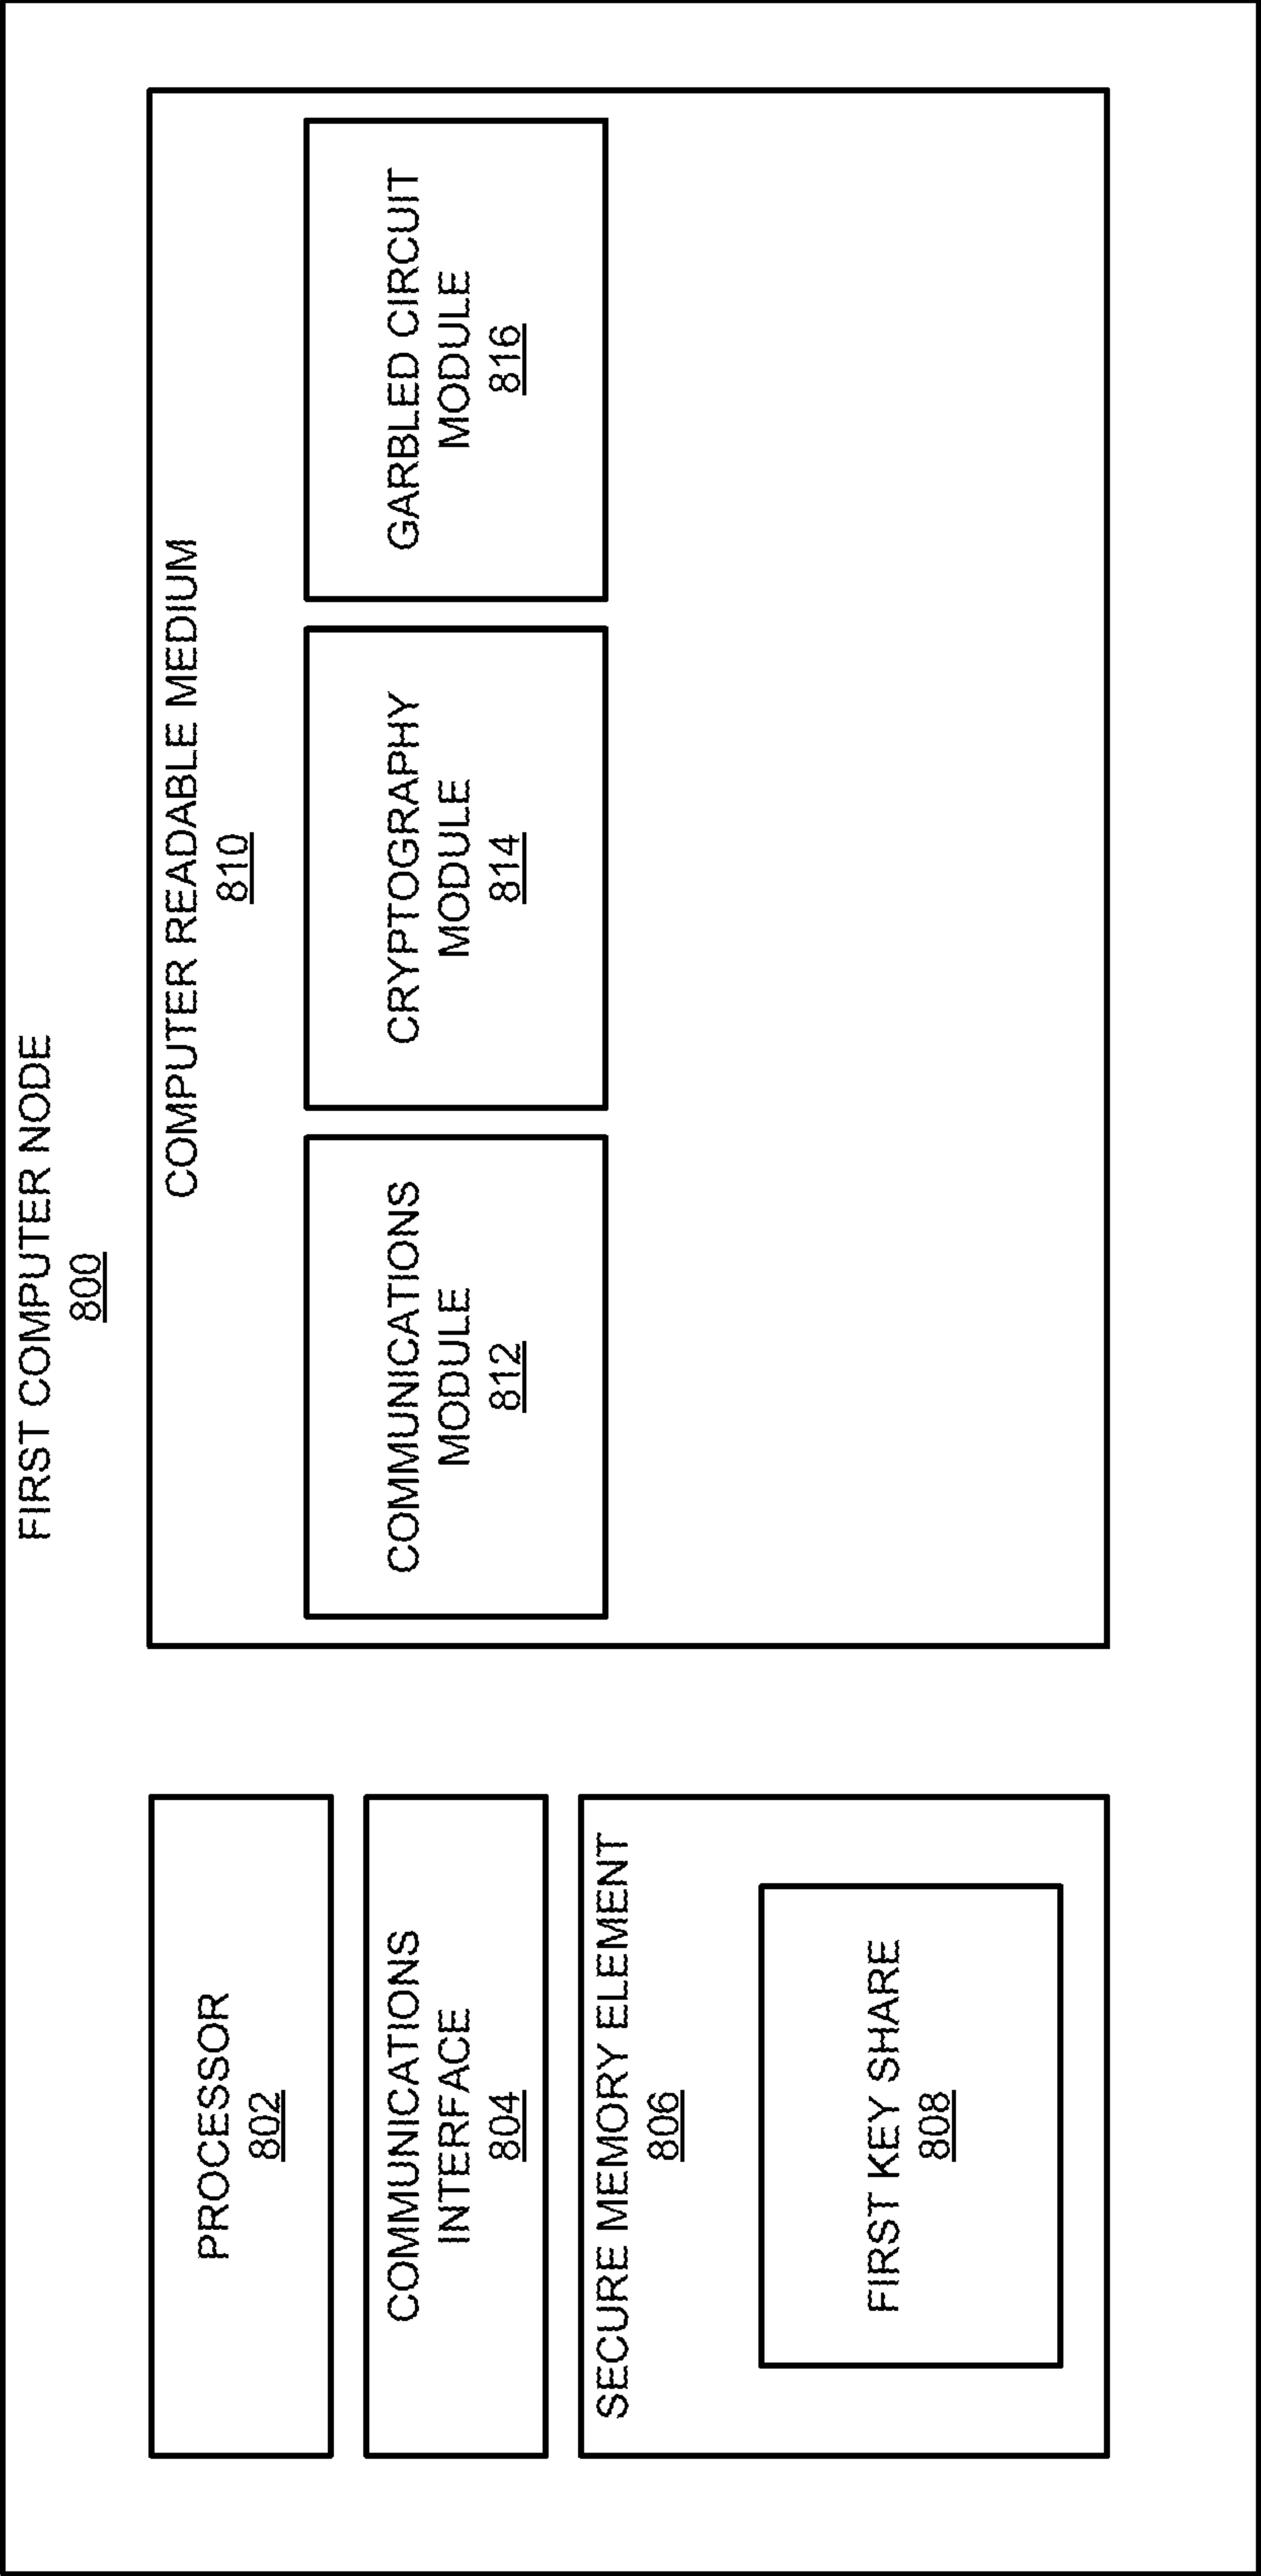 FIRST COMPUTER NODE
800
PROCESSOR
802
COMMUNICATIONS
INTERFACE
804
SECURE MEMORY ELEMENT
806
FIRST KEY SHARE
808
COMPUTER READABLE MEDIUM
810
COMMUNICATIONS
MODULE
812
CRYPTOGRAPHY
MODULE
814
GARBLED CIRCUIT
MODULE
816